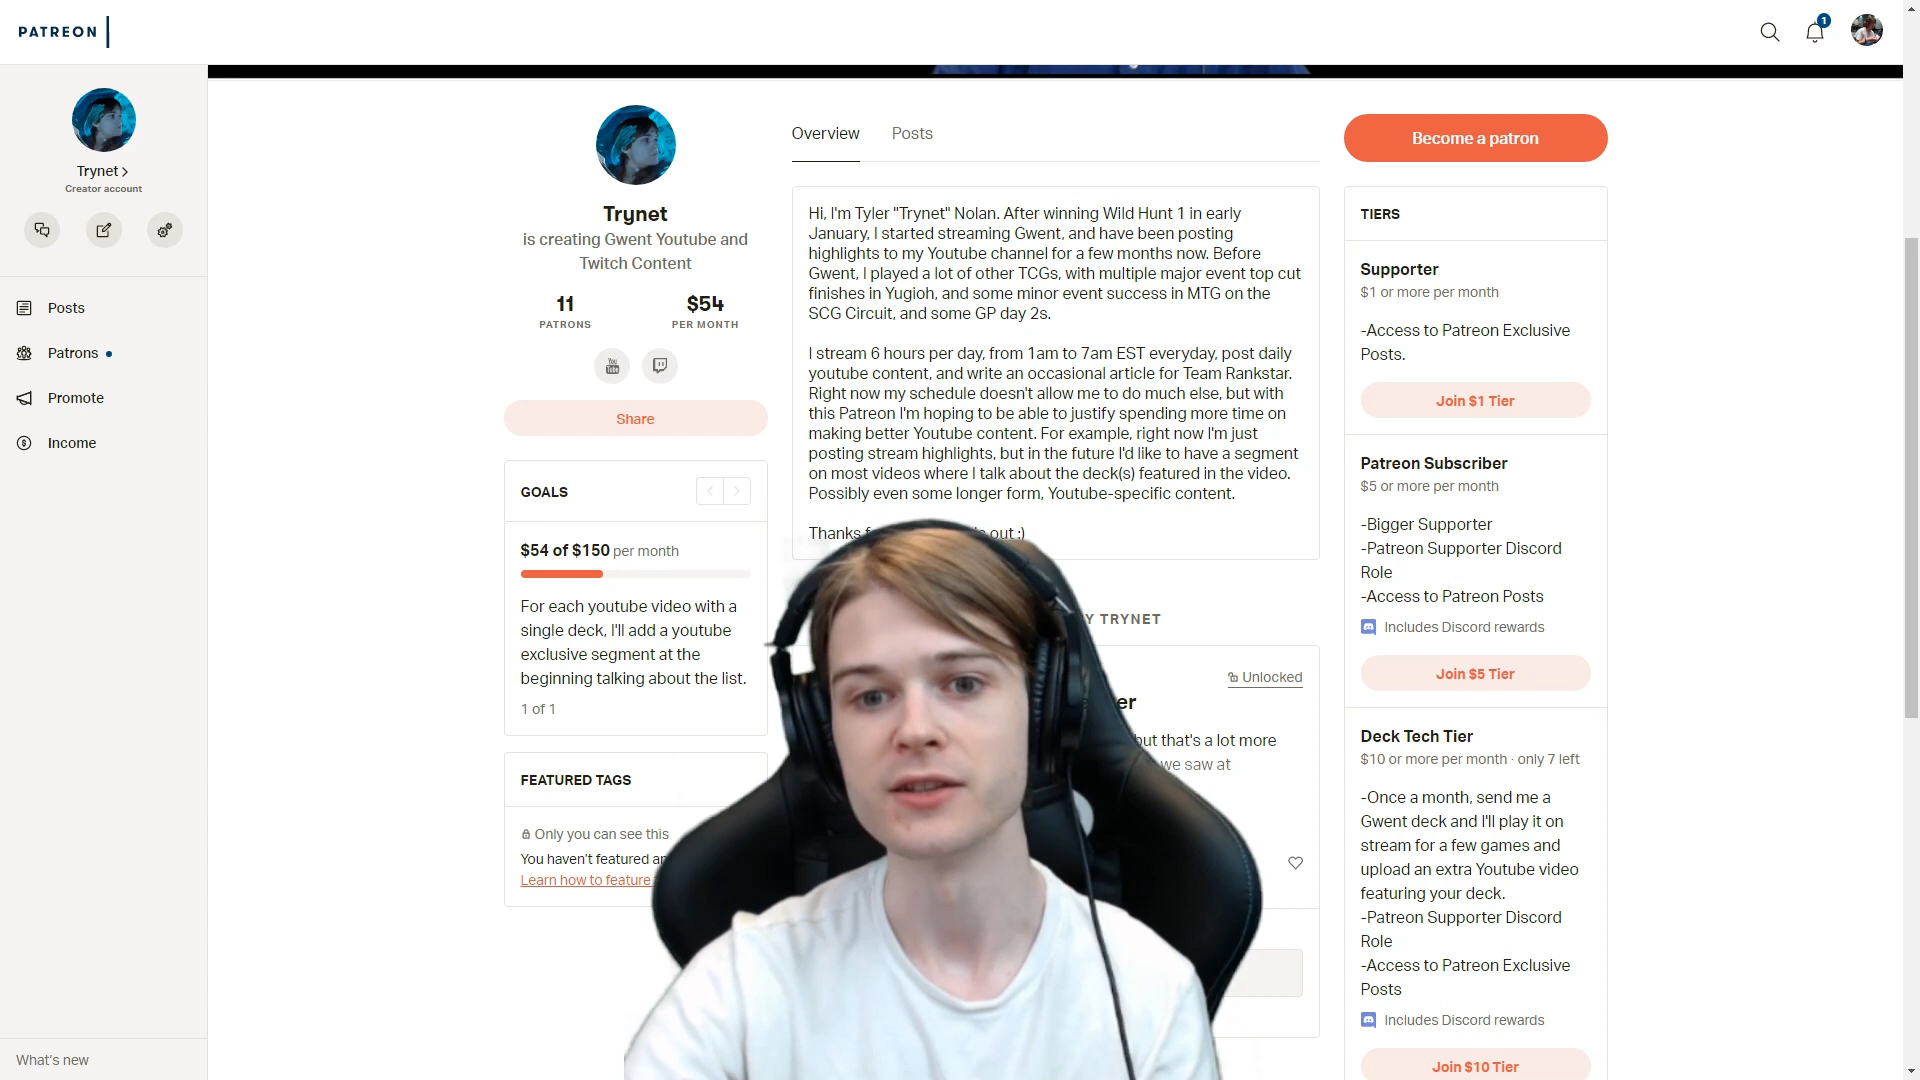 PATREON
1
Trynet
Creator account
Posts
Patrons
Promote
Income
What's new
Trynet
is creating Gwent Youtube and
Twitch Content
11
PATRONS
$54
PER MONTH
You
Tube
Share
GOALS
$54 of $150 per month
For each youtube video with a
single deck, I'll add a youtube
exclusive segment at the
beginning talking about the list.
1 of 1
FEATURED TAGS
Only you can see this
You haven't featured
Learn how to feature
Overview
Posts
Hi, I'm Tyler "Trynet" Nolan. After winning Wild Hunt 1 in early
January, I started streaming Gwent, and have been posting
highlights to my Youtube channel for a few months now. Before
Gwent, I played a lot of other TCGs, with multiple major event top cut
finishes in Yugioh, and some minor event success in MTG on the
SCG Circuit, and some GP day 2s.
I stream 6 hours per day, from 1am to 7am EST everyday, post daily
youtube content, and write an occasional article for Team Rankstar.
Right now my schedule doesn't allow me to do much else, but with
this Patreon I'm hoping to be able to justify spending more time on
making better Youtube content. For example, right now I'm just
posting stream highlights, but in the future I'd like to have a segment
on most videos where I talk about the deck(s) featured in the video.
Possibly even some longer form, Youtube-specific content.
Thanks out :)
Y TRYNET
Unlocked
er
but that's a lot more
we saw at
Become a patron
TIERS
Supporter
$1 or more per month
-Access to Patreon Exclusive
Posts.
Join $1 Tier
Patreon Subscriber
$5 or more per month
-Bigger Supporter
-Patreon Supporter Discord
Role
-Access to Patreon Posts
Includes Discord rewards
Join $5 Tier
Deck Tech Tier
$10 or more per month · only 7 left
-Once a month, send me a
Gwent deck and I'll play it on
stream for a few games and
upload an extra Youtube video
featuring your deck.
-Patreon Supporter Discord
Role
-Access to Patreon Exclusive
Posts
Includes Discord rewards
Join $10 Tier